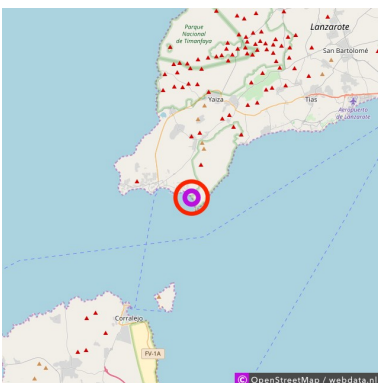 Parque
Nacional
de Timanfaya
Lanzarote
San Bartolomé
Yaiza
Tías
Aeropuerto
de Lanzarote
Corralejo
FV-1A
© OpenStreetMap / webdata.nl